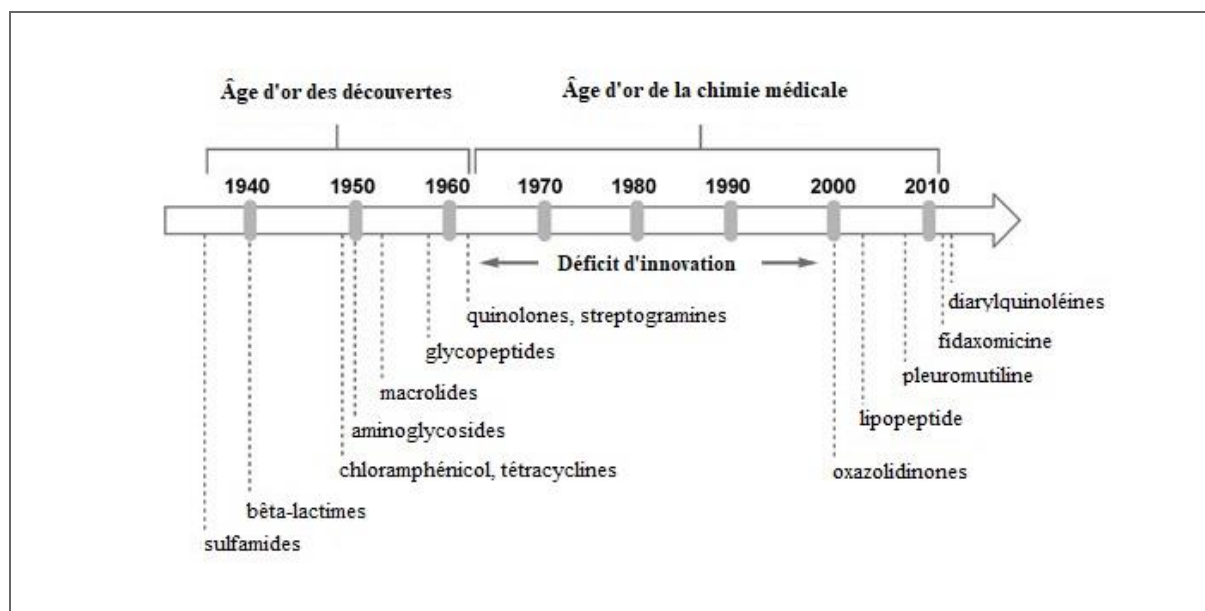 Âge d'or des découvertes
Âge d'or de la chimie médicale
1940 1950 1960 1970 1980 1990 2000 2010
Déficit d'innovation
diarylquinoléines
quinolones, streptogramines
fidaxomicine
glycopeptides
pleuromutiline
macrolides
lipopeptide
aminoglycosides
chloramphénicol, tétracyclines
oxazolidinones
bêta-lactimes
sulfamides